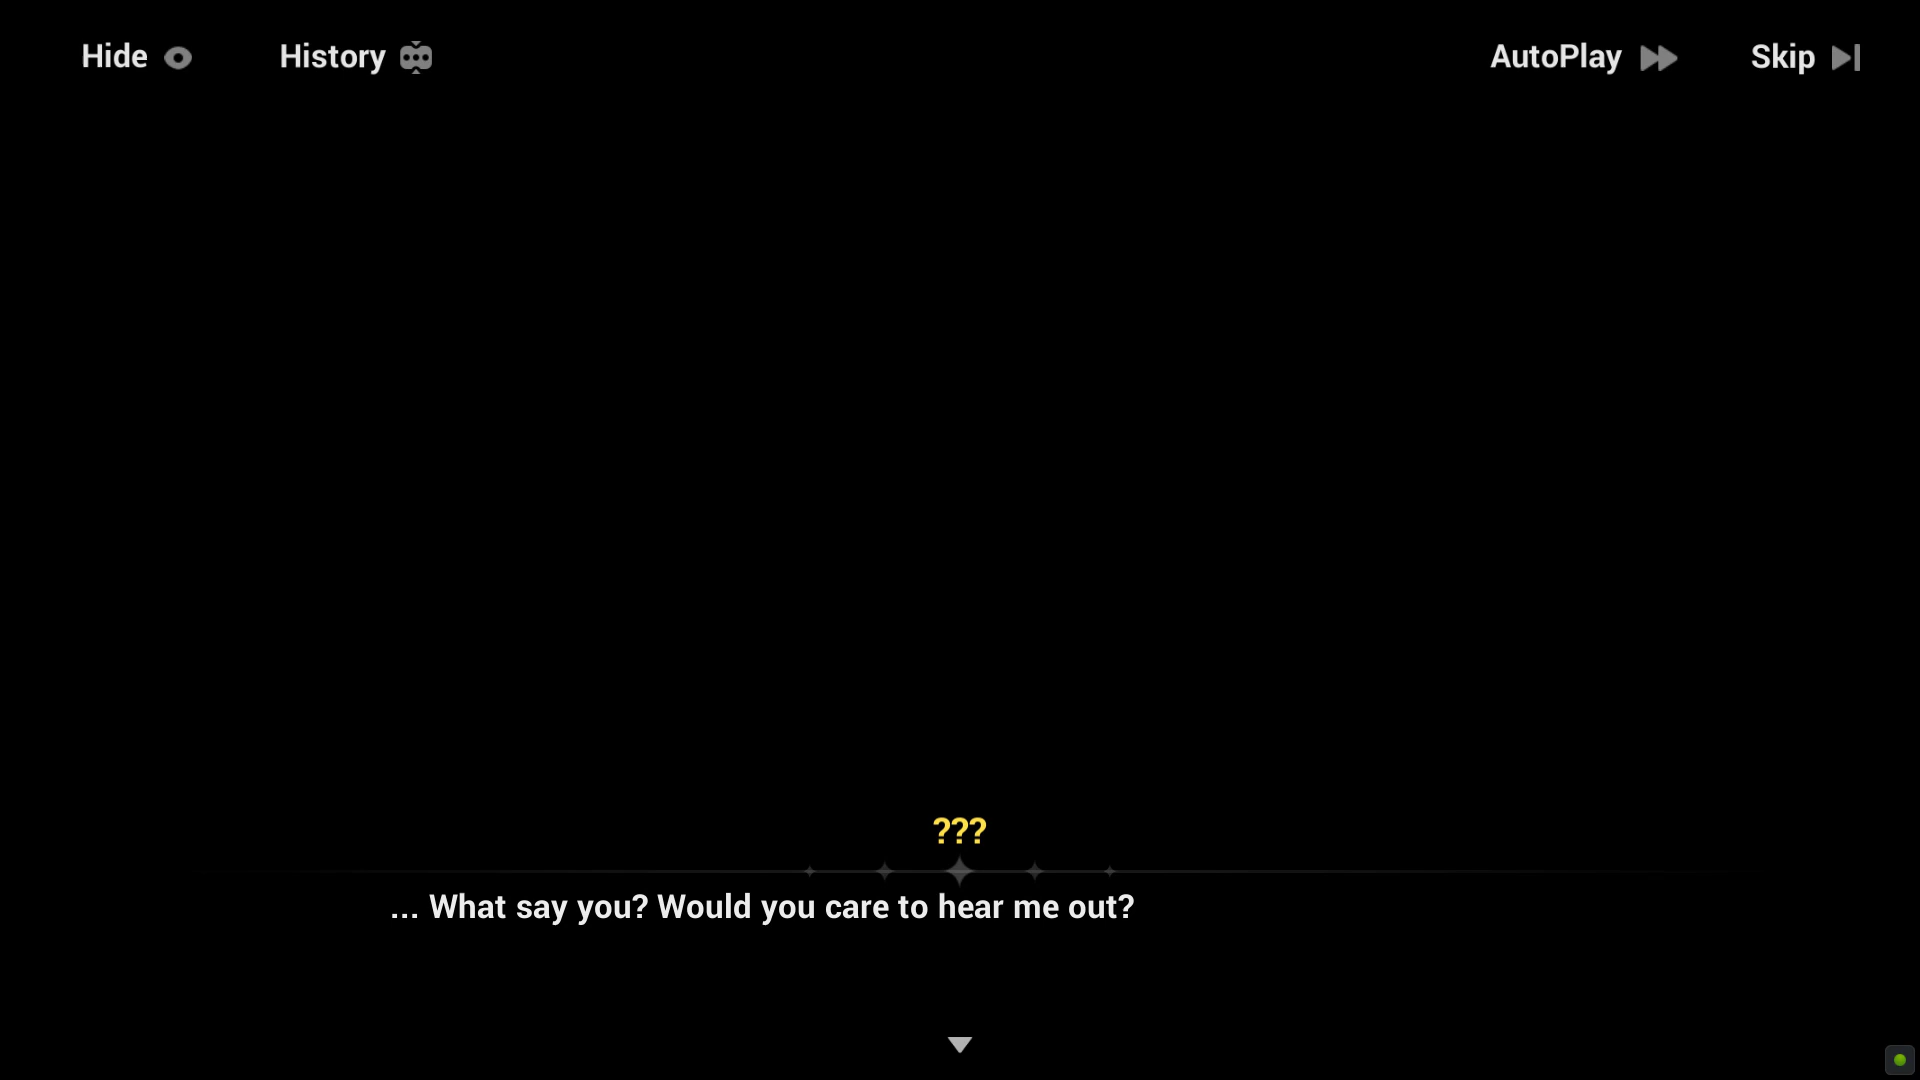 Hide
History
AutoPlay
Skip
???
... What say you? Would you care to hear me out?